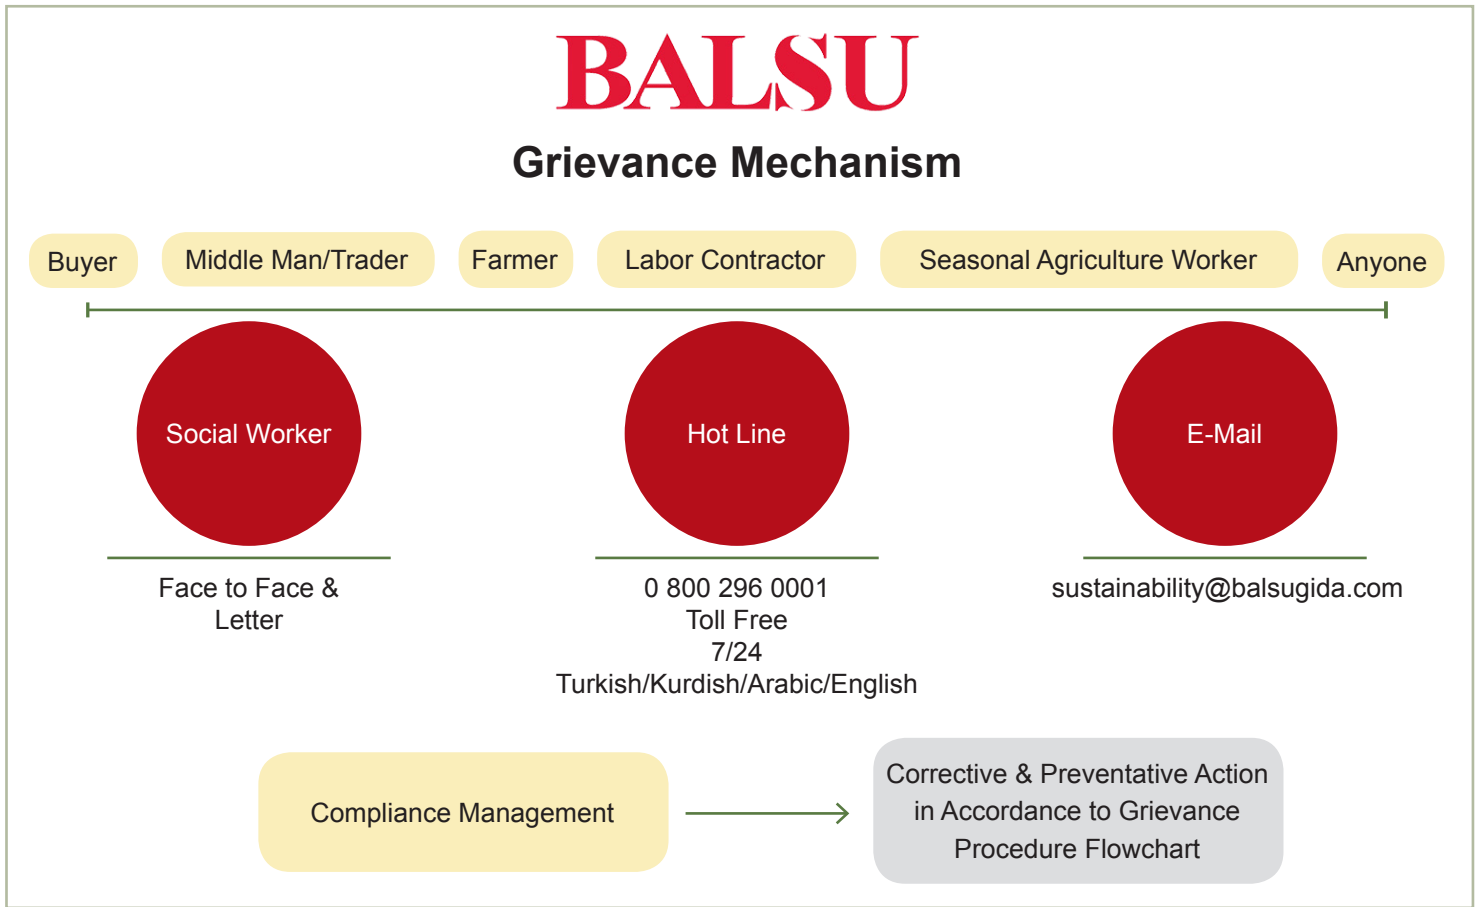 BALSU
Grievance Mechanism
Buyer
Middle Man/Trader
Farmer
Labor Contractor
Seasonal Agriculture Worker
Anyone
Social Worker
Hot Line
E-Mail
Face to Face &
Letter
0 800 296 0001
Toll Free
7/24
Turkish/Kurdish/Arabic/English
sustainability@balsugida.com
Compliance Management
Corrective & Preventative Action
in Accordance to Grievance
Procedure Flowchart